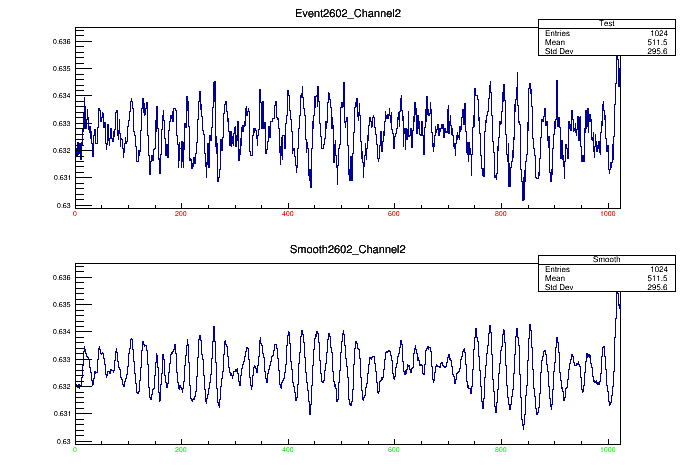 Event2602_Channel2
Test
Entries 1024
Mean 511.5
Std Dev 295.6
0.636
0.635
0.634
0.633
0.632
0.631
0.63
0 200 400 600 800 1000
Smooth2602_Channel2
Smooth
Entries 1024
Mean 511.5
Std Dev 295.6
0.636
0.635
0.634
0.633
0.632
0.631
0.63
0 200 400 600 800 1000